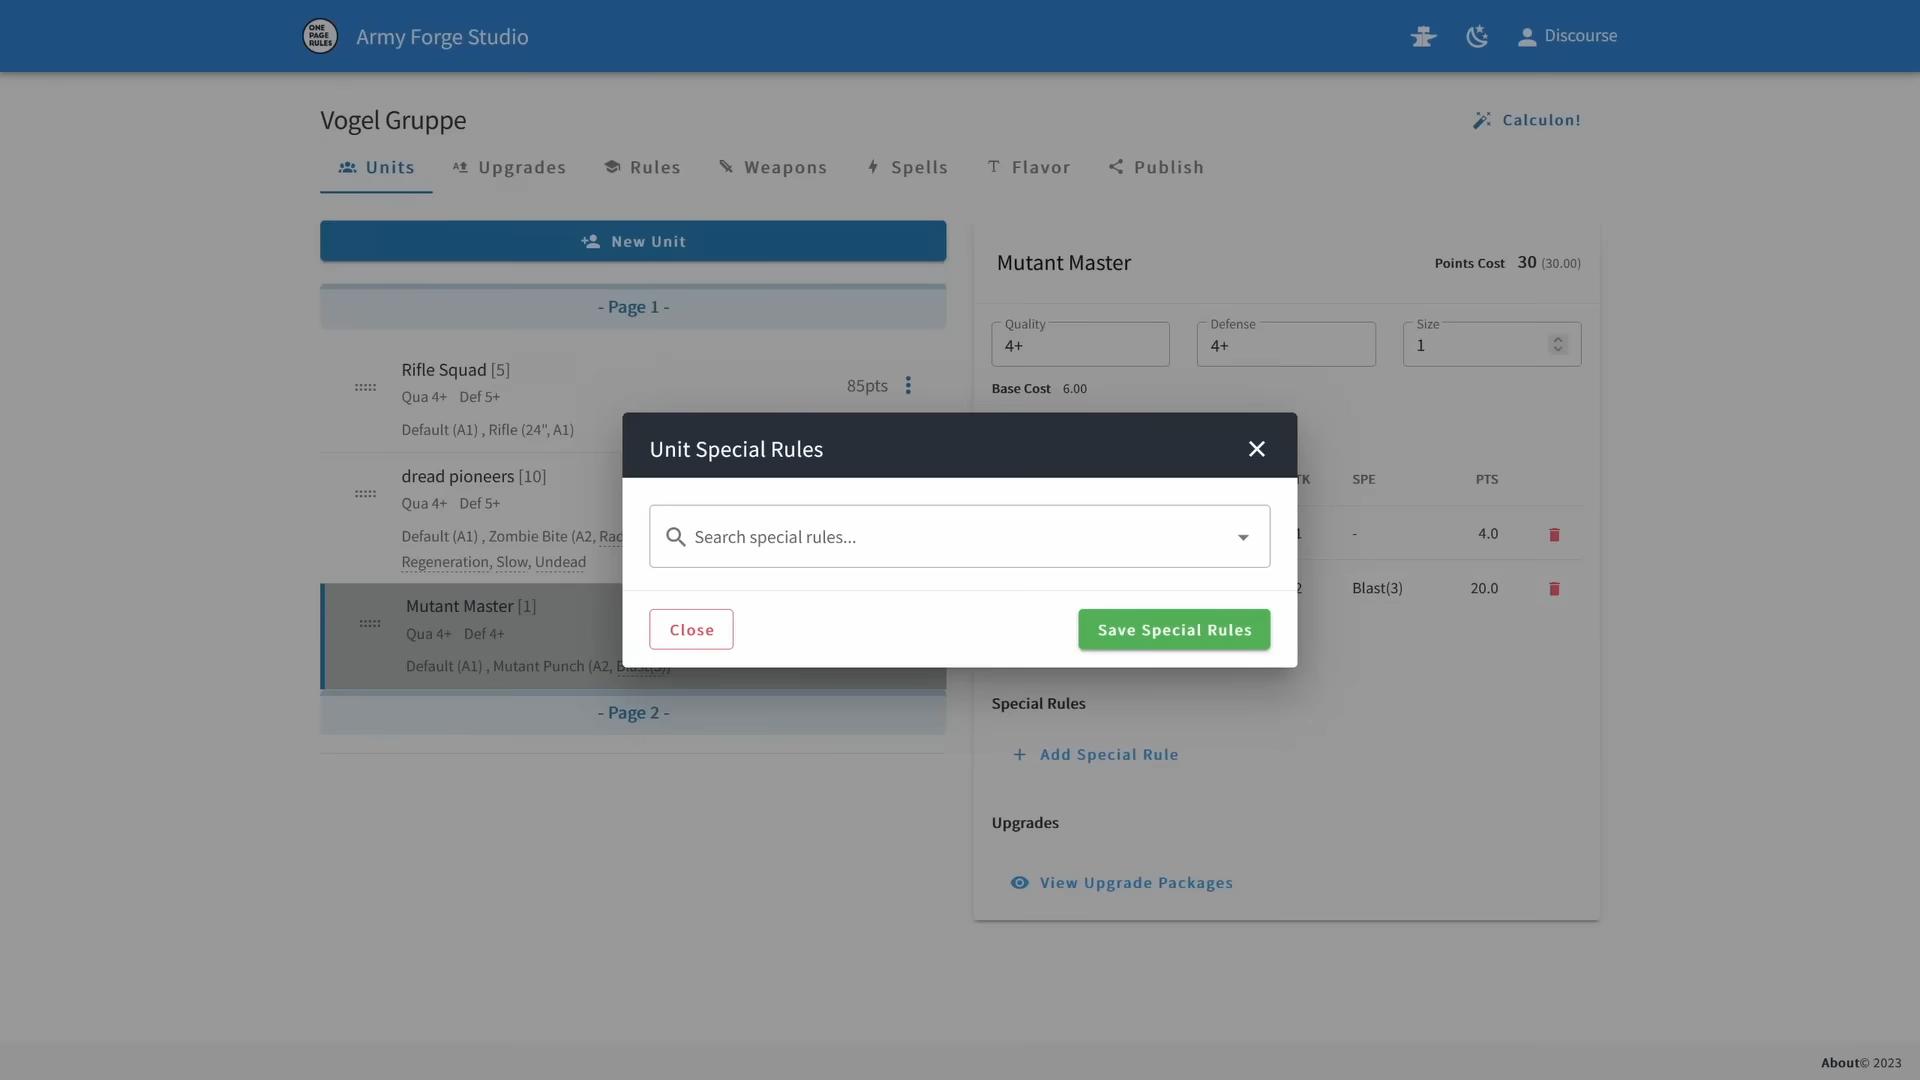 ONE
PAGE
RULES
Army Forge Studio
Discourse
Vogel Gruppe
Calculon!
Units
Upgrades
Rules
Weapons
Spells
Flavor
Publish
New Unit
- Page 1 -
Rifle Squad [5]
Qua 4+ Def 5+
85pts
Default (A1) , Rifle (24", A1)
dread pioneers [10]
Qua 4+ Def 5+
Default (A1) , Zombie Bite (A2,
Regeneration, Slow, Undead
Mutant Master [1]
Qua 4+ Def 4+
Default (A1) , Mutant Punch (A2,
- Page 2 -
Mutant Master
Points Cost 30 (30.00)
Quality
4+
Defense
4+
Size
1
Base Cost 6.00
SPE
PTS
-
4.0
Blast(3)
20.0
Unit Special Rules
Search special rules...
Close
Save Special Rules
Special Rules
+ Add Special Rule
Upgrades
View Upgrade Packages
About© 2023